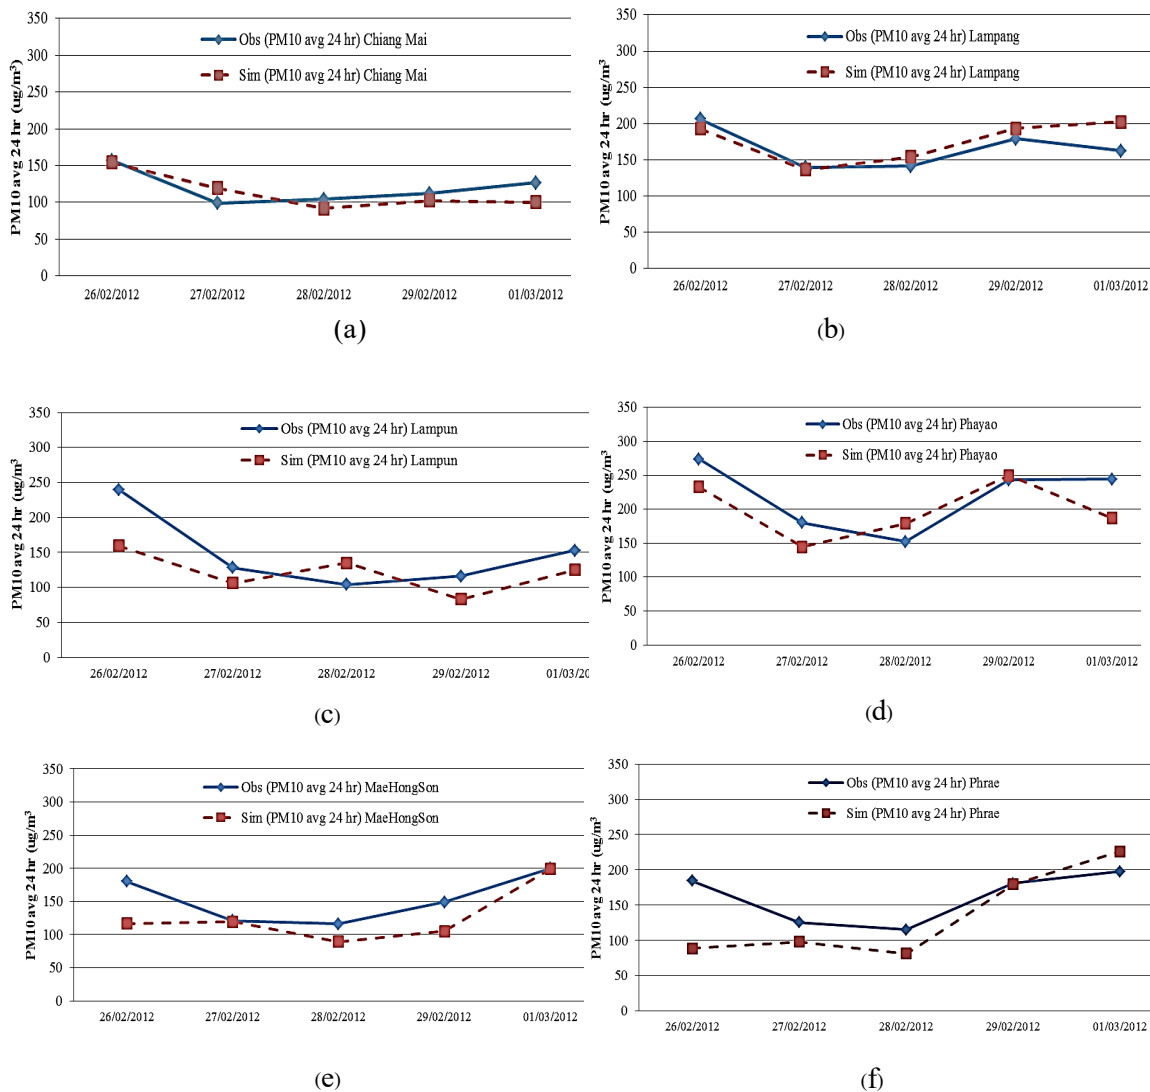 350
300
250
200
150
100
50
0
PM10 avg 24 hr (ug/m³)
Obs (PM10 avg 24 hr) Chiang Mai
Sim (PM10 avg 24 hr) Chiang Mai
26/02/2012 27/02/2012 28/02/2012 29/02/2012 01/03/2012
(a)
350
300
250
200
150
100
50
0
PM10 avg 24 hr (ug/m³)
Obs (PM10 avg 24 hr) Lampang
Sim (PM10 avg 24 hr) Lampang
26/02/2012 27/02/2012 28/02/2012 29/02/2012 01/03/2012
(b)
350
300
250
200
150
100
50
0
PM10 avg 24 hr (ug/m³
Obs (PM10 avg 24 hr) Lampun
Sim (PM10 avg 24 hr) Lampun
26/02/2012 27/02/2012 28/02/2012 29/02/2012 01/03/201
(c)
350
300
250
200
150
100
50
0
PM10 avg 24 hr (ug/m³
Obs (PM10 avg 24 hr) Phayao
Sim (PM10 avg 24 hr) Phayao
26/02/2012 27/02/2012 28/02/2012 29/02/2012 01/03/2012
(d)
350
300
250
200
150
100
50
0
PM10 avg 24 hr (ug/m³
Obs (PM10 avg 24 hr) MaeHongSon
Sim (PM10 avg 24 hr) MaeHongSon
26/02/2012 27/02/2012 28/02/2012 29/02/2012 01/03/2012
(e)
350
300
250
200
150
100
50
0
PM10 avg 24 hr (ug/m³
Obs (PM10 avg 24 hr) Phrae
Sim (PM10 avg 24 hr) Phrae
26/02/2012 27/02/2012 28/02/2012 29/02/2012 01/03/2012
(f)